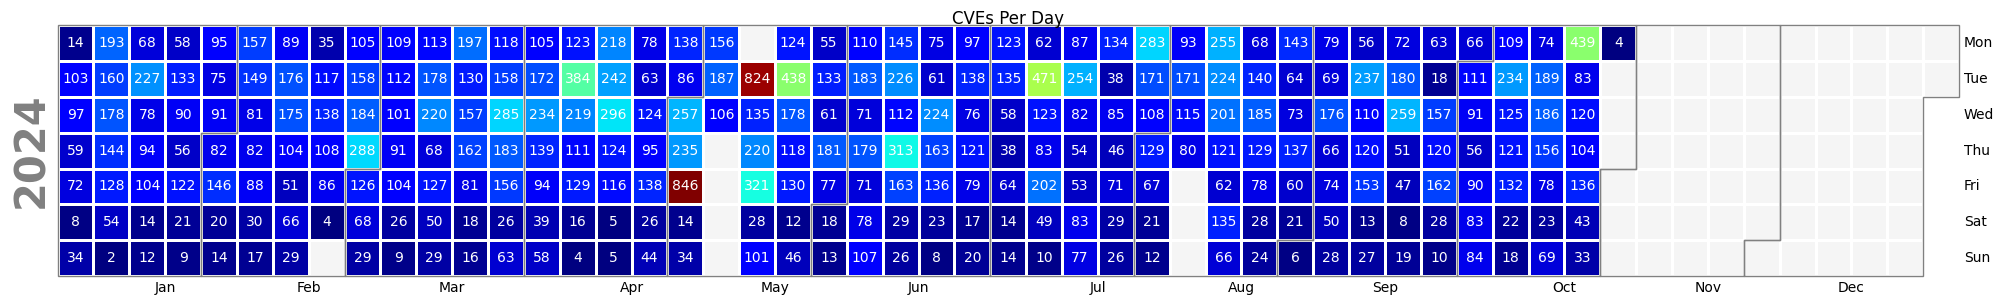 CVEs Per Day
14 193 68 58 95 157 89 35 105 109 113 197 118 105 123 218 78 138 156 124 55 110 145 75 97 123 62 87 134 283 93 255 68 143 79 56 72 63 66 109 74 439 4 Mon
103 160 227 133 75 149 176 117 158 112 178 130 158 172 384 242 63 86 187 824 438 133 183 226 61 138 135 471 254 38 171 171 224 140 64 69 237 180 18 111 234 189 83 Tue
97 178 78 90 91 81 175 138 184 101 220 157 285 234 219 296 124 257 106 135 178 61 71 112 224 76 58 123 82 85 108 115 201 185 73 176 110 259 157 91 125 186 120 Wed
59 144 94 56 82 82 104 108 288 91 68 162 183 139 111 124 95 235 220 118 181 179 313 163 121 38 83 54 46 129 80 121 129 137 66 120 51 120 56 121 156 104 Thu
72 128 104 122 146 88 51 86 126 104 127 81 156 94 129 116 138 846 321 130 77 71 163 136 79 64 202 53 71 67 62 78 60 74 153 47 162 90 132 78 136 Fri
8 54 14 21 20 30 66 4 68 26 50 18 26 39 16 5 26 14 28 12 18 78 29 23 17 14 49 83 29 21 135 28 21 50 13 8 28 83 22 23 43 Sat
34 2 12 9 14 17 29 29 9 29 16 63 58 4 5 44 34 101 46 13 107 26 8 20 14 10 77 26 12 66 24 6 28 27 19 10 84 18 69 33 Sun
2024
Jan Feb Mar Apr May Jun Jul Aug Sep Oct Nov Dec